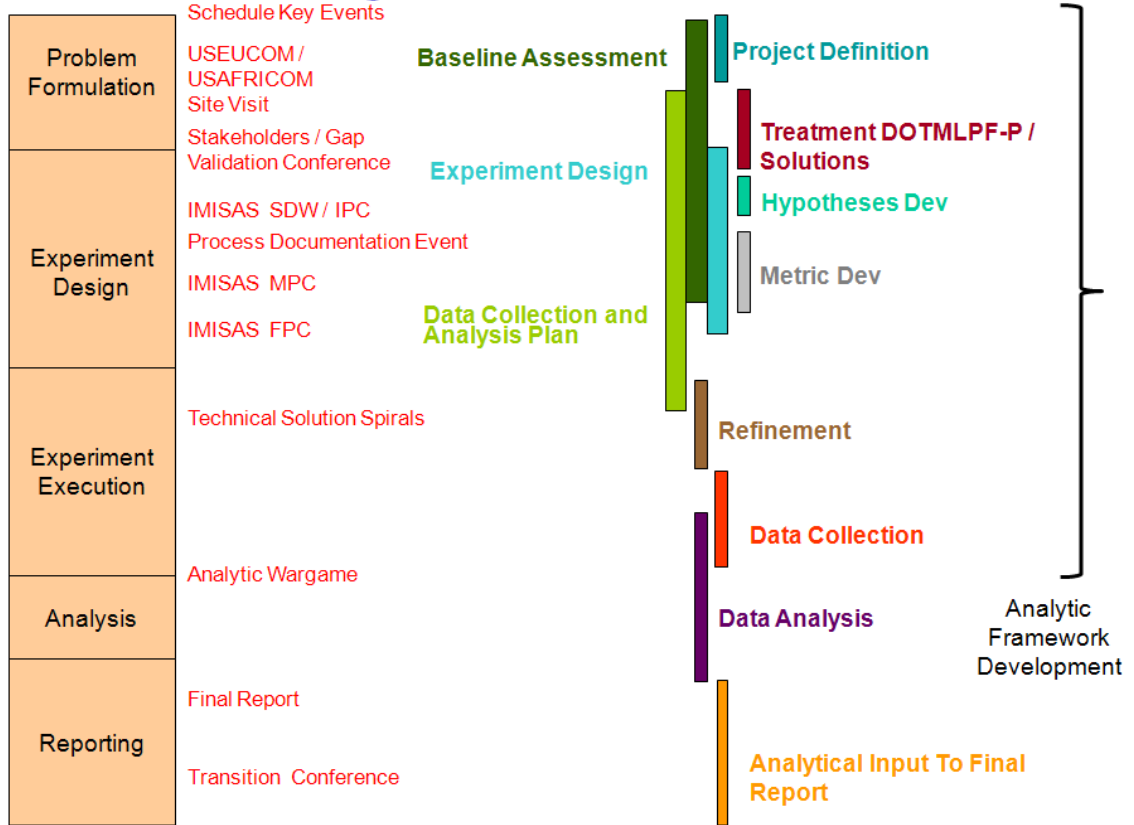 Schedule Key Events
Problem
Formulation
USEUCOM /
USAFRICOM
Site Visit
Stakeholders / Gap
Validation Conference
Experiment
Design
IMISAS SDW / IPC
Process Documentation Event
IMISAS MPC
IMISAS FPC
Experiment
Execution
Technical Solution Spirals
Analysis
Analytic Wargame
Reporting
Final Report
Transition Conference
Baseline Assessment
Project Definition
Treatment DOTMLPF-P /
Solutions
Experiment Design
Hypotheses Dev
Metric Dev
Data Collection and
Analysis Plan
Refinement
Data Collection
Data Analysis
Analytical Input To Final
Report
Analytic
Framework
Development